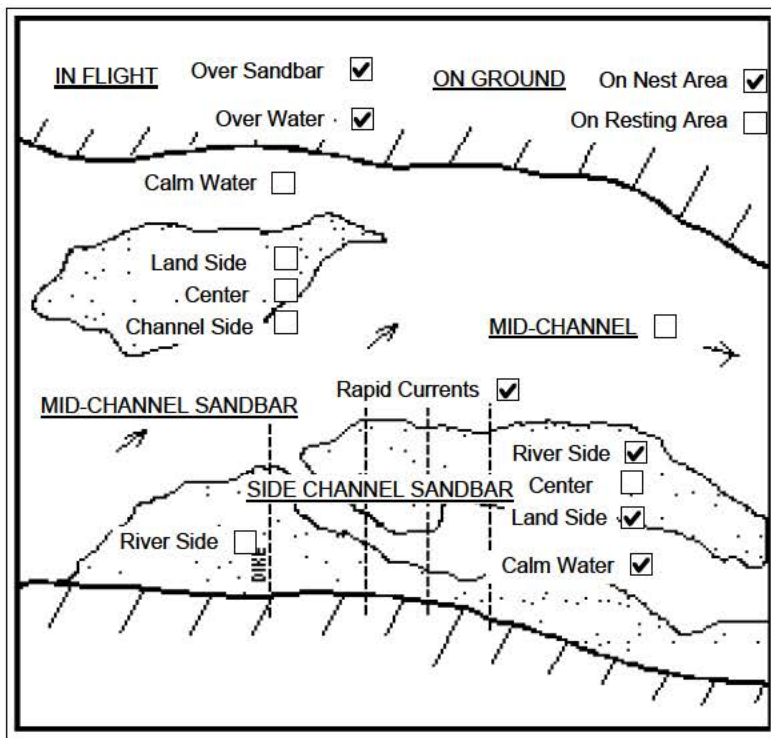 IN FLIGHT Over Sandbar ON GROUND On Nest Area
Over Water On Resting Area
Calm Water
Land Side
Center
Channel Side
MID-CHANNEL
Rapid Currents
MID-CHANNEL SANDBAR
River Side
SIDE CHANNEL SANDBAR Center
Land Side
River Side
DIKE
Calm Water